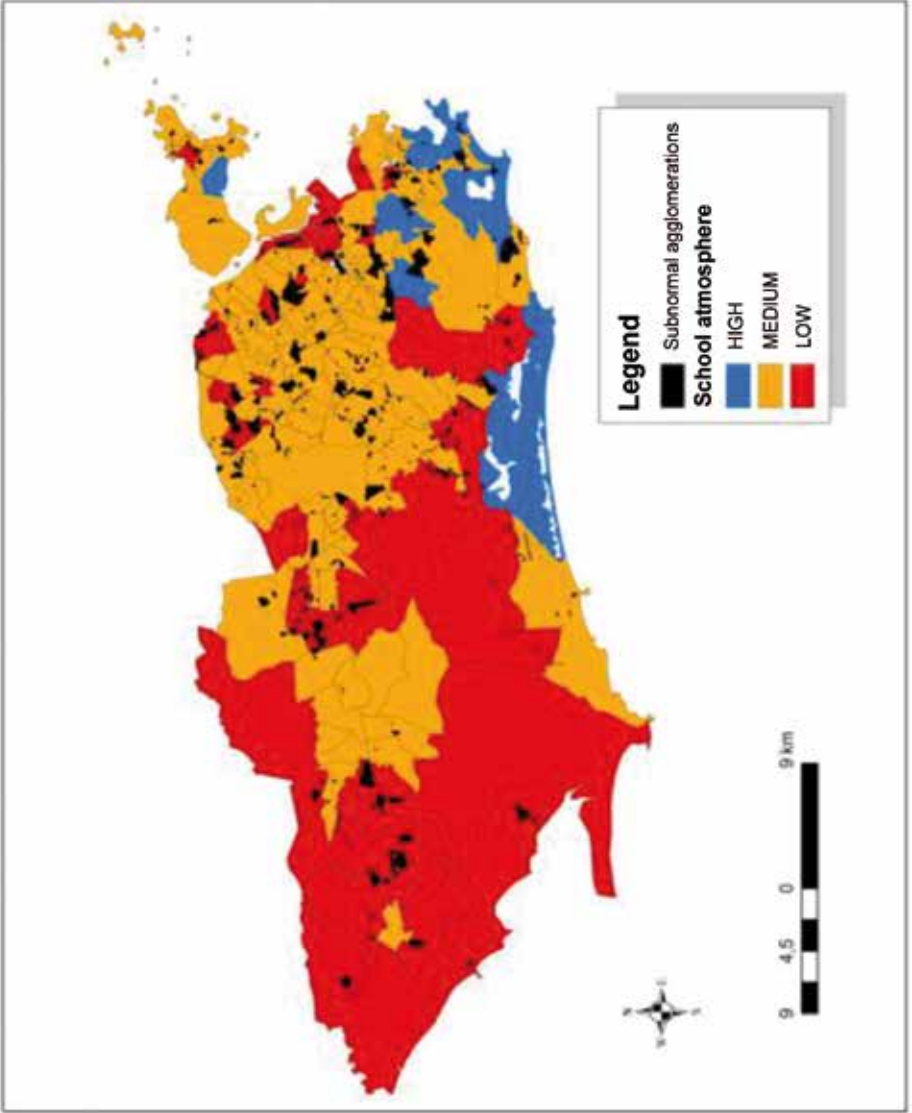 Legend
Subnormal agglomerations
School atmosphere
HIGH
MEDIUM
LOW
9 4,5 0 9 km